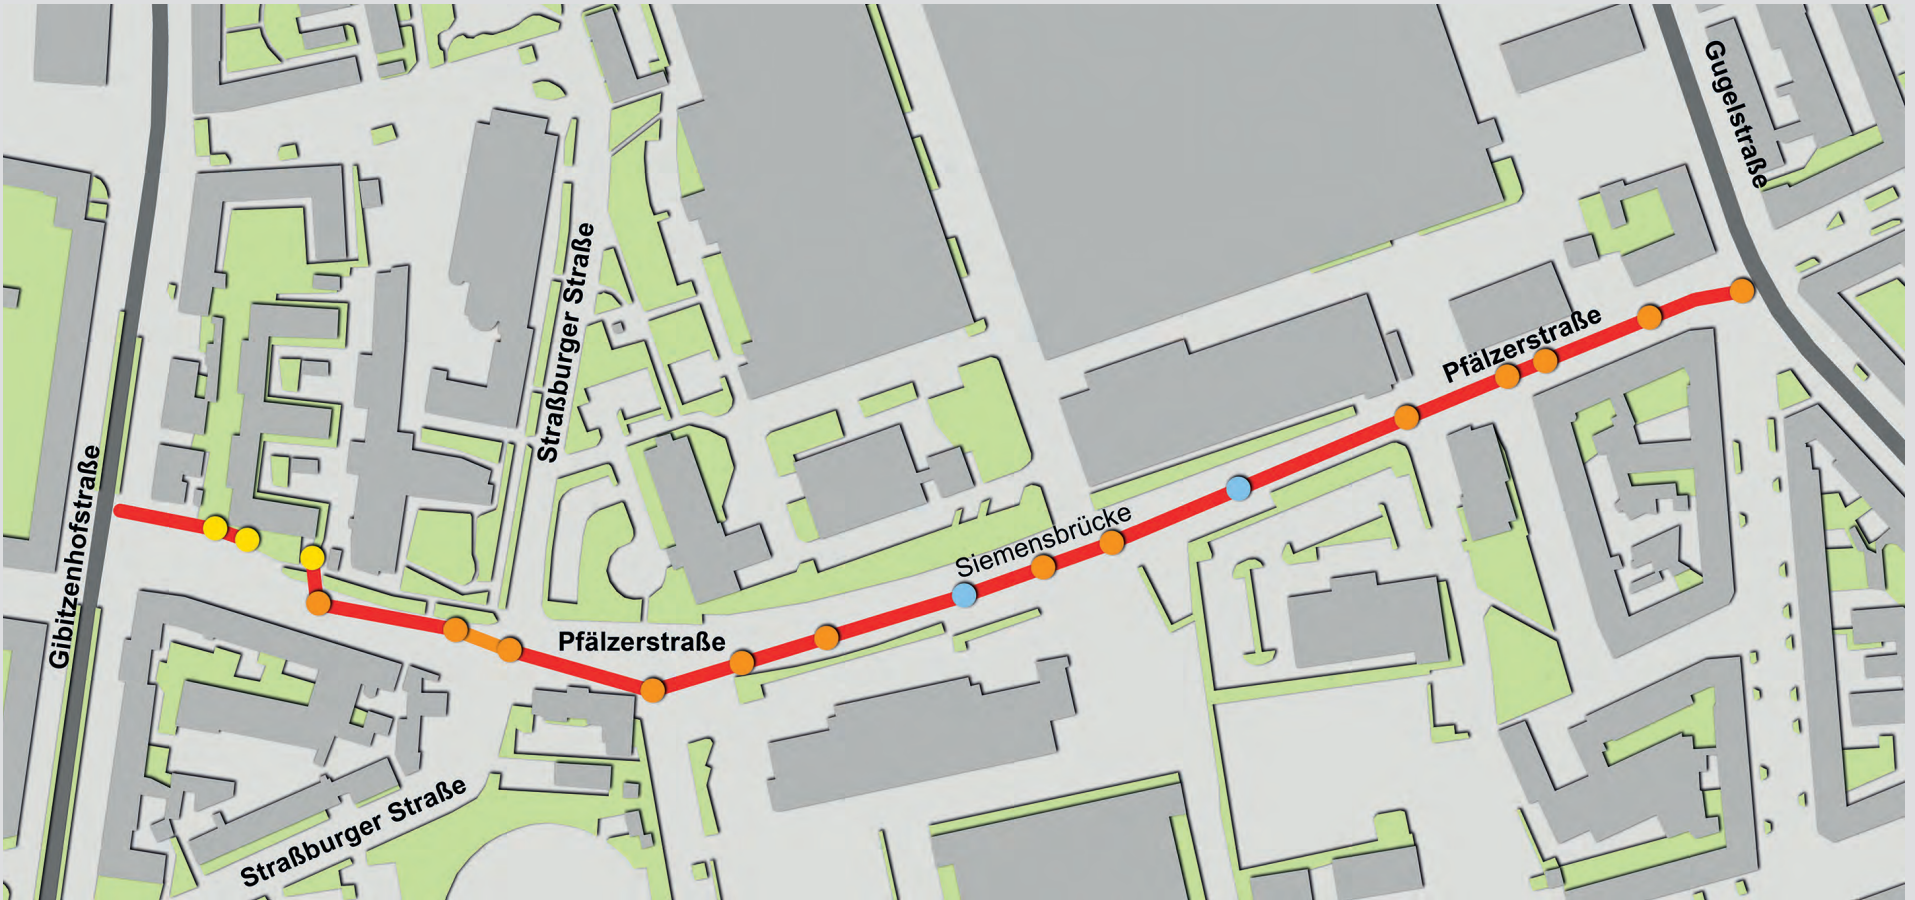 Gugelstraße
Straßburger Straße
Pfälzerstraße
Gibitzenhofstraße
Siemensbrücke
Pfälzerstraße
Straßburger Straße